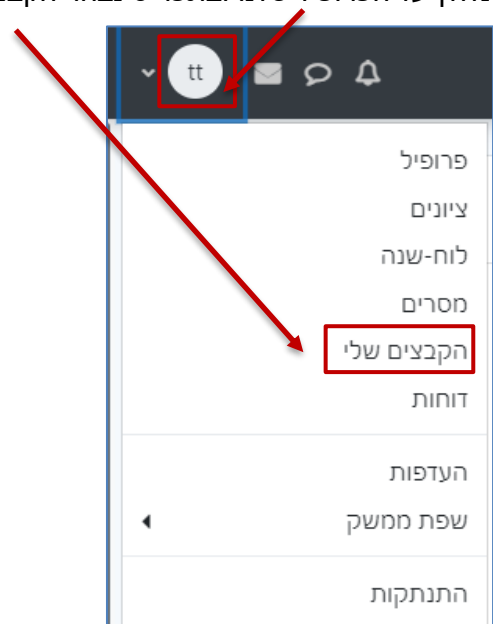 tt
פרופיל
ציונים
לוח-שנה
מסרים
הקבצים שלי
דוחות
העדפות
שפת ממשק
התנתקות